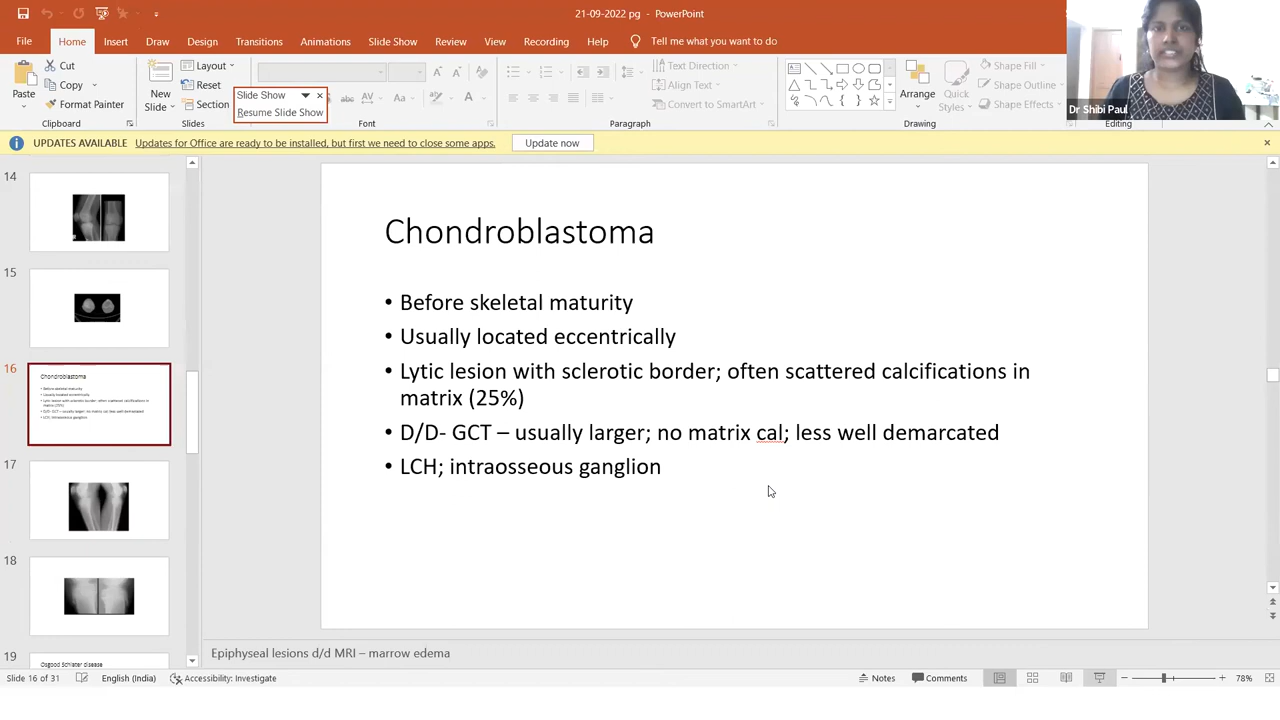 21-09-2022 pg - PowerPoint
File Home Insert Draw Design Transitions Animations Slide Show Review View Recording Help Tell me what you want to do
Paste
Cut
Copy
Format Painter
Clipboard
New
Slide
Layout
Reset
Section
Slides
Slide Show
Resume Slide Show
Text Direction
Align Text
Convert to SmartArt
Paragraph
Arrange
Quick
Styles
Shape Fill
Shape Outline
Shape Effects
Drawing
Editing
Dr Shibi Paul
UPDATES AVAILABLE Updates for Office are ready to be installed, but first we need to close some apps. Update now
14
15
16
17
18
19
Osgood Schlater disease
Chondroblastoma
• Before skeletal maturity
• Usually located eccentrically
• Lytic lesion with sclerotic border; often scattered calcifications in
matrix (25%)
• D/D- GCT – usually larger; no matrix cal; less well demarcated
• LCH; intraosseous ganglion
Epiphyseal lesions d/d MRI – marrow edema
Slide 16 of 31 English (India) Accessibility: Investigate Notes Comments 78%